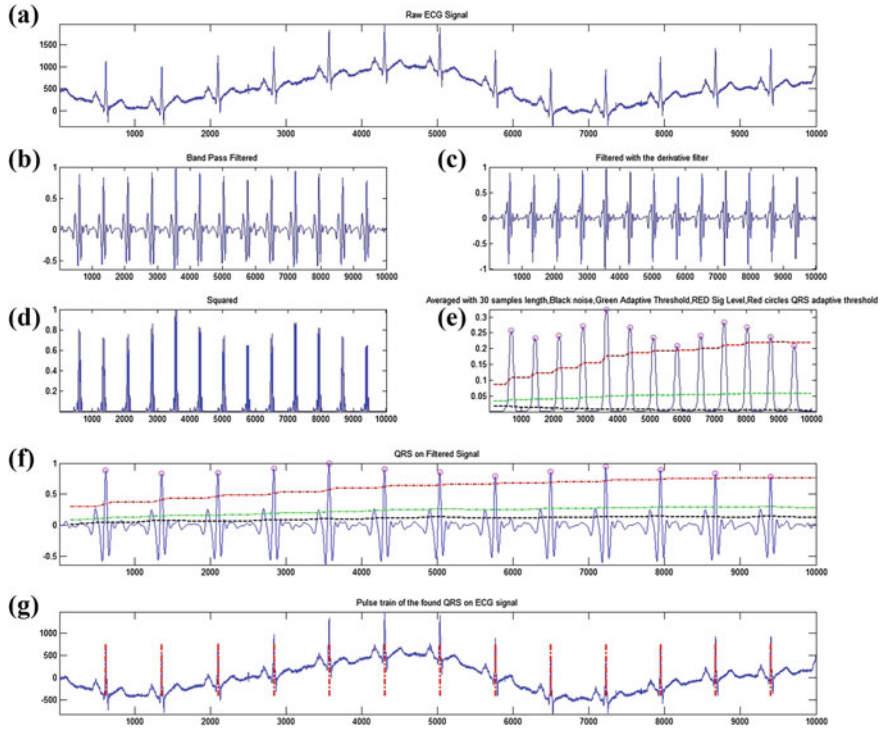 (a)
Raw ECG Signal
1500
1000
500
0
1000 2000 3000 4000 5000 6000 7000 8000 9000 10000
(b)
Band Pass Filtered
1
0.5
0
-0.5
1000 2000 3000 4000 5000 6000 7000 8000 9000 10000
(c)
Filtered with the derivative filter
1
0.5
0
-0.5
-1
1000 2000 3000 4000 5000 6000 7000 8000 9000 10000
(d)
Squared
1
0.8
0.6
0.4
0.2
1000 2000 3000 4000 5000 6000 7000 8000 9000 10000
Averaged with 30 samples length,Black noise,Green Adaptive Threshold,RED Sig Level,Red circles QRS adaptive threshold
(e)
0.3
0.25
0.2
0.15
0.1
0.05
1000 2000 3000 4000 5000 6000 7000 8000 9000 10000
(f)
QRS on Filtered Signal
1
0.5
0
-0.5
1000 2000 3000 4000 5000 6000 7000 8000 9000 10000
(g)
Pulse train of the found QRS on ECG signal
1000
500
0
-500
1000 2000 3000 4000 5000 6000 7000 8000 9000 10000